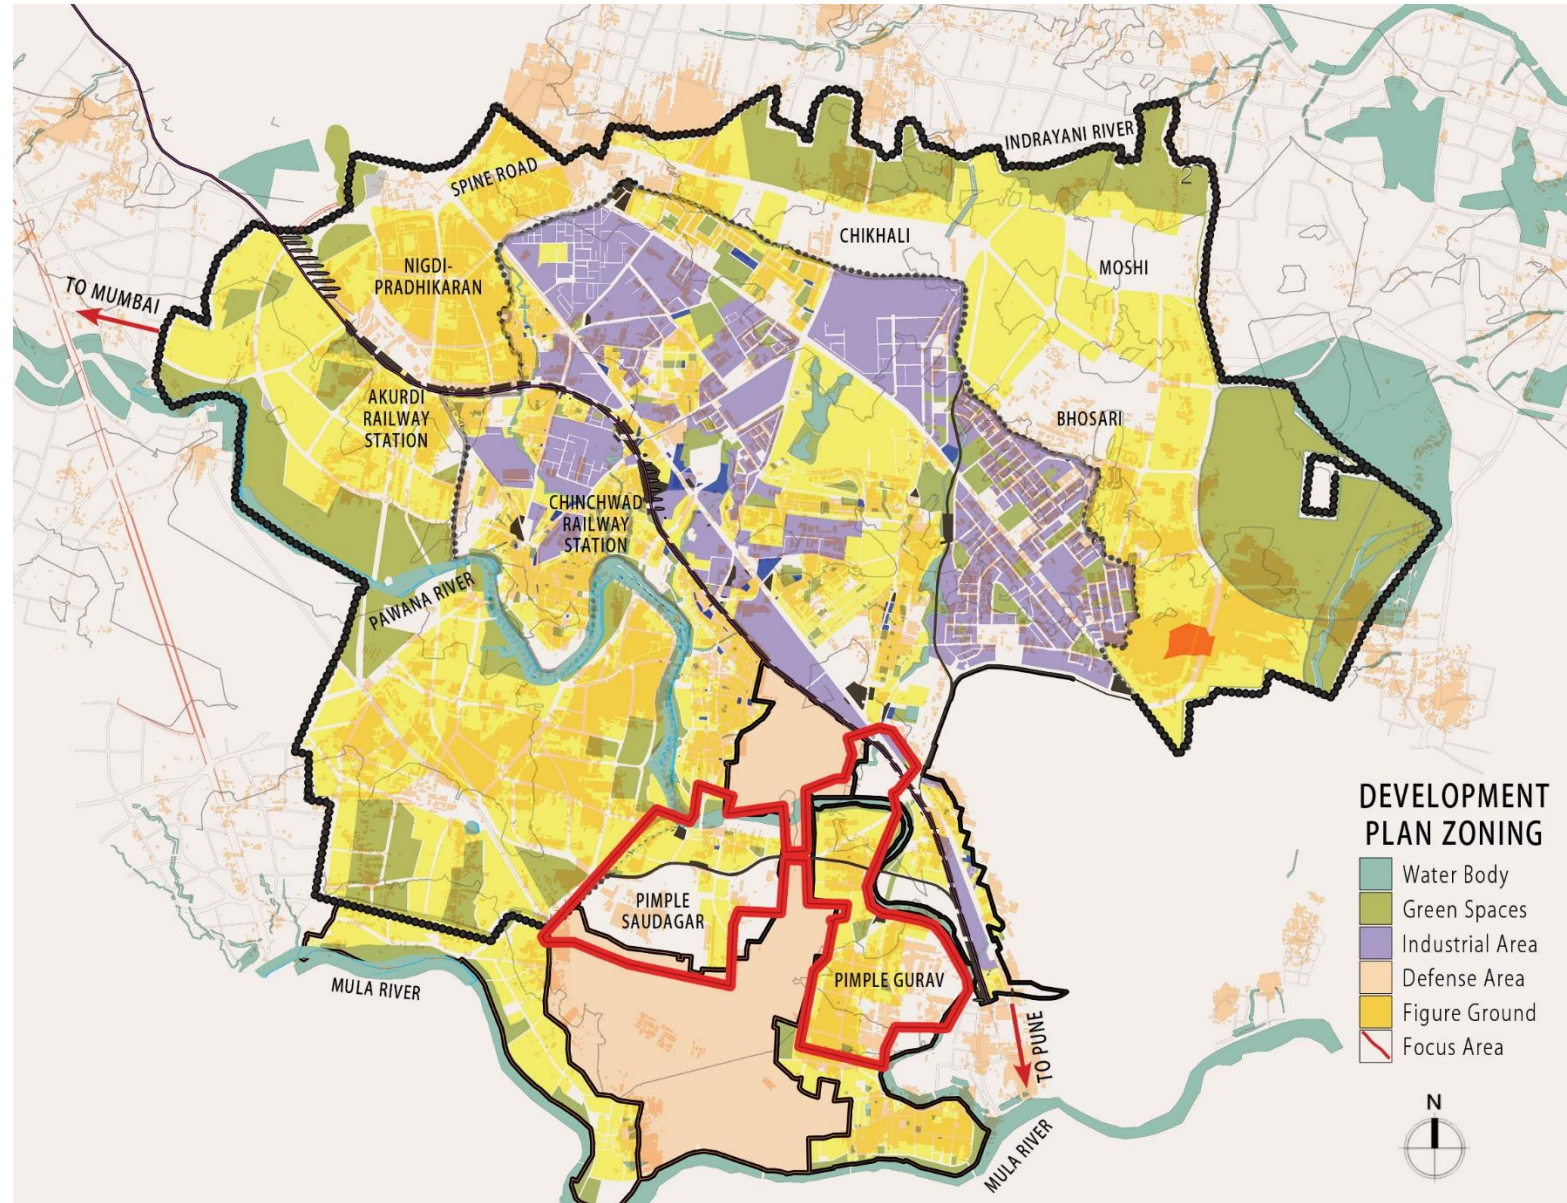 INDRAYANI RIVER
2
SPINE ROAD
CHIKHALI
NIGDI-
PRADHIKARAN
MOSHI
TO MUMBAI
AKURDI
RAILWAY
STATION
BHOSARI
CHINCHWAD
RAILWAY
STATION
PAWANA RIVER
PIMPLE
SAUDAGAR
PIMPLE GURAV
MULA RIVER
TO PUNE
MULA RIVER
DEVELOPMENT
PLAN ZONING
Water Body
Green Spaces
Industrial Area
Defense Area
Figure Ground
Focus Area
N